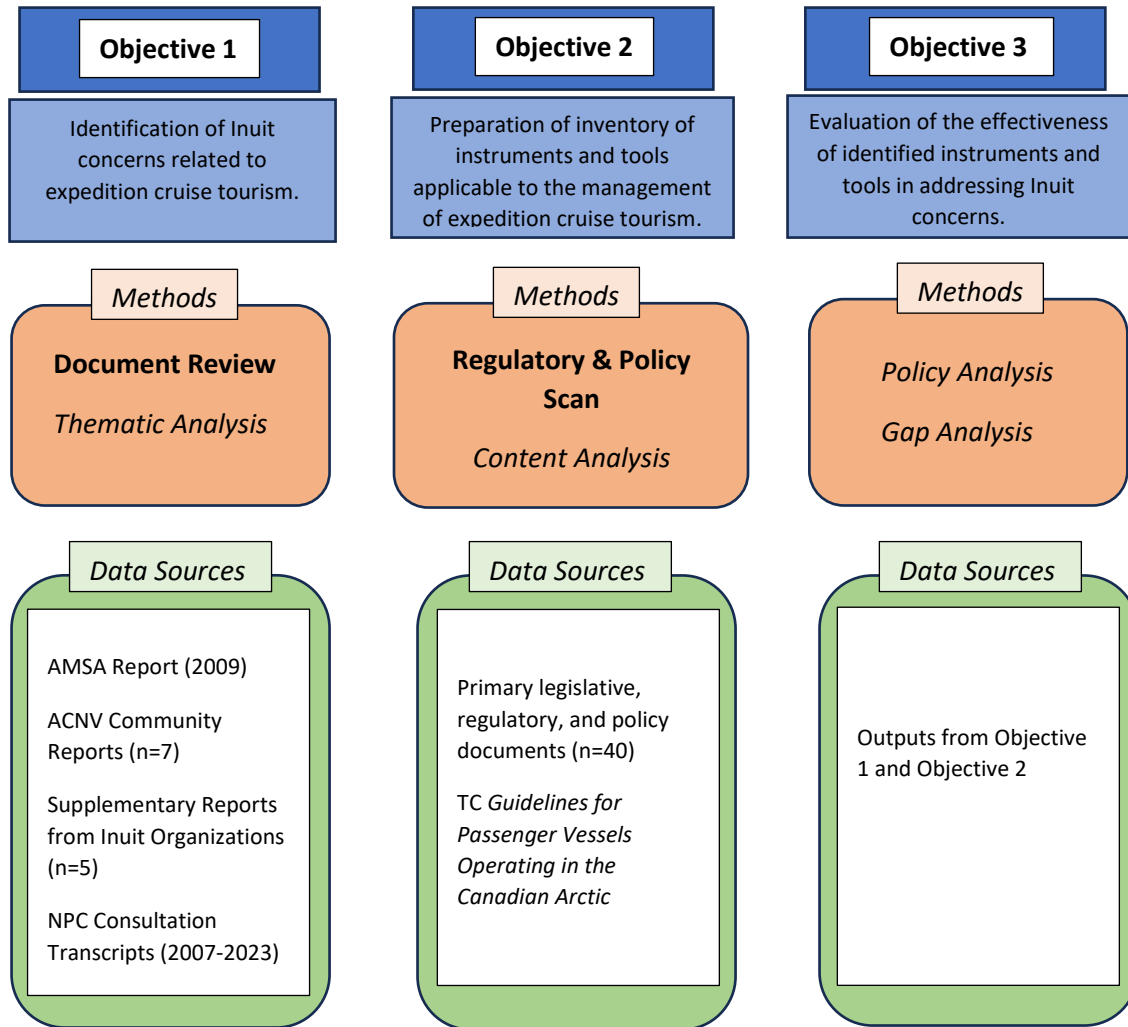 Objective 1
Identification of Inuit
concerns related to
expedition cruise tourism.
Methods
Document Review
Thematic Analysis
Data Sources
AMSA Report (2009)
ACNV Community
Reports (n=7)
Supplementary Reports
from Inuit Organizations
(n=5)
NPC Consultation
Transcripts (2007-2023)
Objective 2
Preparation of inventory of
instruments and tools
applicable to the management
of expedition cruise tourism.
Methods
Regulatory & Policy
Scan
Content Analysis
Data Sources
Primary legislative,
regulatory, and policy
documents (n=40)
TC Guidelines for
Passenger Vessels
Operating in the
Canadian Arctic
Objective 3
Evaluation of the effectiveness
of identified instruments and
tools in addressing Inuit
concerns.
Methods
Policy Analysis
Gap Analysis
Data Sources
Outputs from Objective
1 and Objective 2